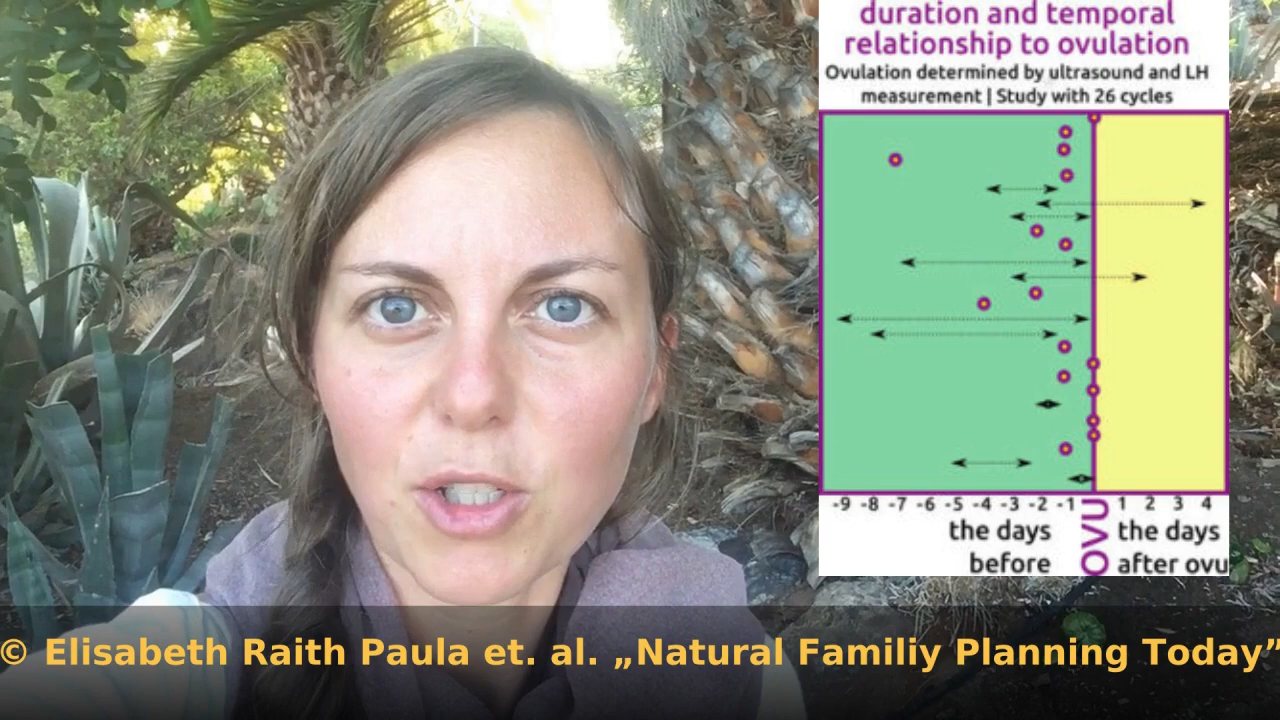 duration and temporal
relationship to ovulation
Ovulation determined by ultrasound and LH
measurement | Study with 26 cycles
-9 -8 -7 -6 -5 -4 -3 -2 -1 OVU 1 2 3 4
the days the days
before after ovu
© Elisabeth Raith Paula et. al. „Natural Familiy Planning Today”